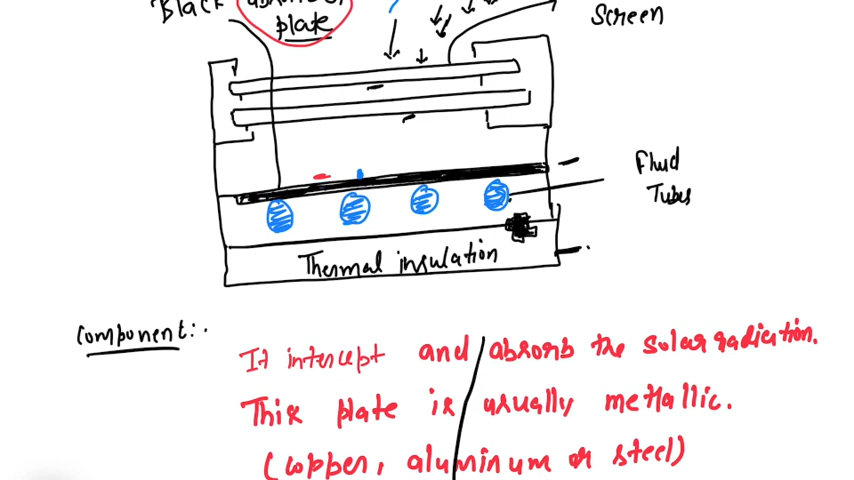 Black
plate
Screen
Fluid
Tubes
Thermal insulation
Component:.
It intercept and absorb the solar radiation.
This plate is usually metallic.
(copper, aluminum or steel)